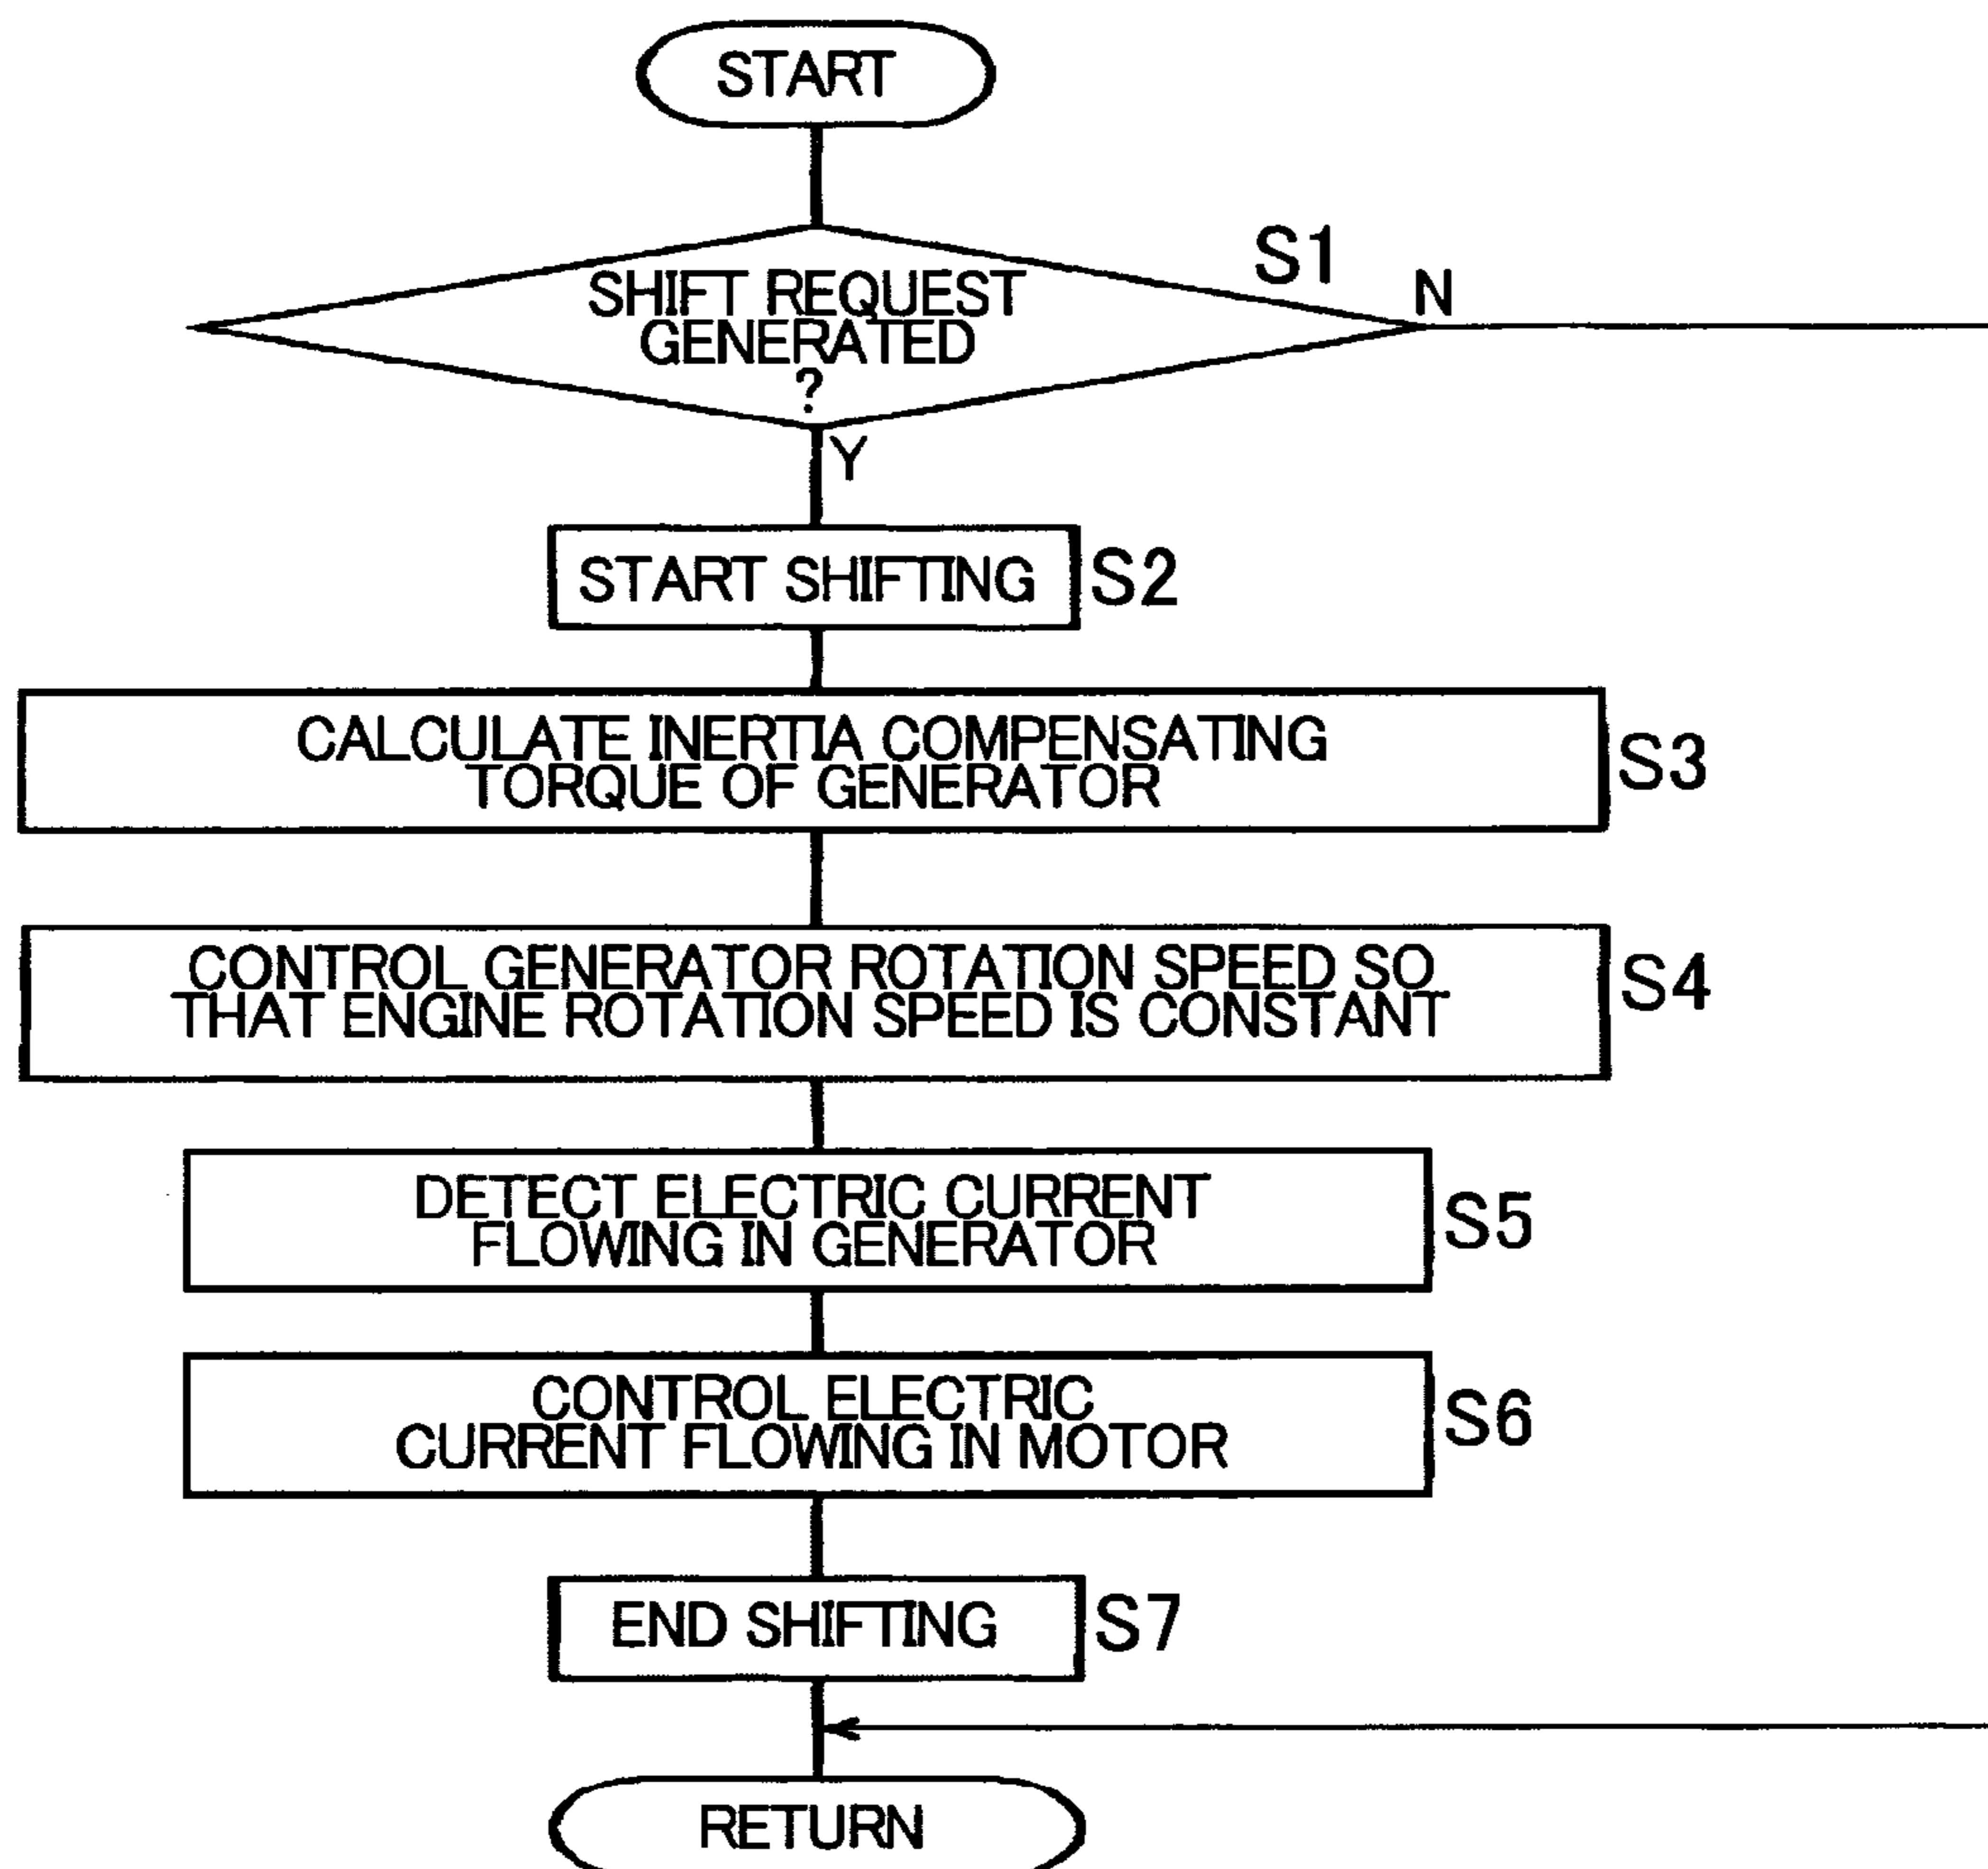 START
S1
N
SHIFT REQUEST
GENERATED
?
Y
START SHIFTING
S2
CALCULATE INERTIA COMPENSATING
TORQUE OF GENERATOR
S3
CONTROL GENERATOR ROTATION SPEED SO
THAT ENGINE ROTATION SPEED IS CONSTANT
S4
DETECT ELECTRIC CURRENT
FLOWING IN GENERATOR
S5
CONTROL ELECTRIC
CURRENT FLOWING IN MOTOR
S6
END SHIFTING
S7
RETURN